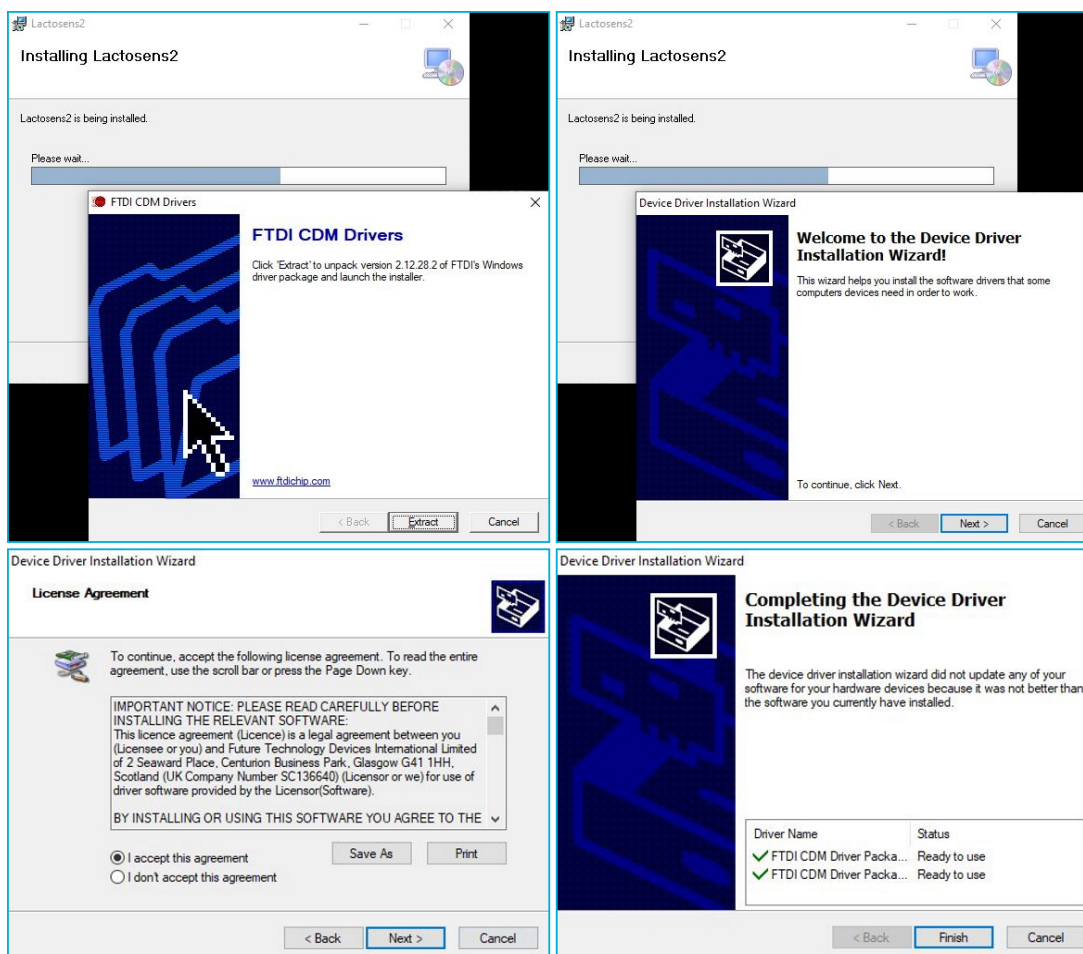 Lactosens2
Installing Lactosens2
Lactosens2 is being installed.
Please wait...
FTDI CDM Drivers
FTDI CDM Drivers
Click 'Extract' to unpack version 2.12.28.2 of FTDI's Windows
driver package and launch the installer.
www.ftdichip.com
< Back
Extract
Cancel
Lactosens2
Installing Lactosens2
Lactosens2 is being installed.
Please wait...
Device Driver Installation Wizard
Welcome to the Device Driver
Installation Wizard!
This wizard helps you install the software drivers that some
computers devices need in order to work.
To continue, click Next.
< Back
Next >
Cancel
Device Driver Installation Wizard
License Agreement
To continue, accept the following license agreement. To read the entire
agreement, use the scroll bar or press the Page Down key.
IMPORTANT NOTICE: PLEASE READ CAREFULLY BEFORE
INSTALLING THE RELEVANT SOFTWARE:
This licence agreement (Licence) is a legal agreement between you
(Licensee or you) and Future Technology Devices International Limited
of 2 Seaward Place, Centurion Business Park, Glasgow G41 1HH,
Scotland (UK Company Number SC136640) (Licensor or we) for use of
driver software provided by the Licensor(Software).
BY INSTALLING OR USING THIS SOFTWARE YOU AGREE TO THE
I accept this agreement
Save As
Print
I don't accept this agreement
< Back
Next >
Cancel
Device Driver Installation Wizard
Completing the Device Driver
Installation Wizard
The device driver installation wizard did not update any of your
software for your hardware devices because it was not better than
the software you currently have installed.
Driver Name Status
FTDI CDM Driver Packa... Ready to use
FTDI CDM Driver Packa... Ready to use
< Back
Finish
Cancel